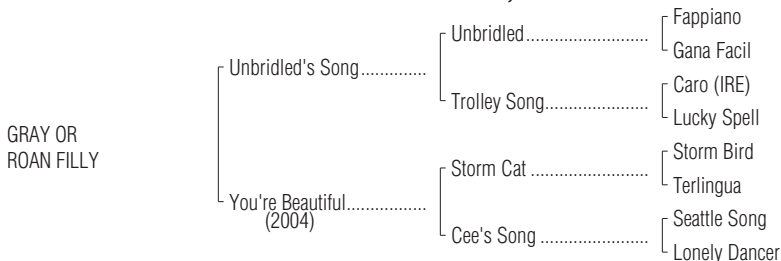 Fappiano
Unbridled..............................
Gana Facil
Unbridled's Song..............
Caro (IRE)
Trolley Song.........................
Lucky Spell
GRAY OR
ROAN FILLY
Storm Bird
Storm Cat ............................
Terlingua
You're Beautiful.................
(2004)
Seattle Song
Cee's Song ..........................
Lonely Dancer